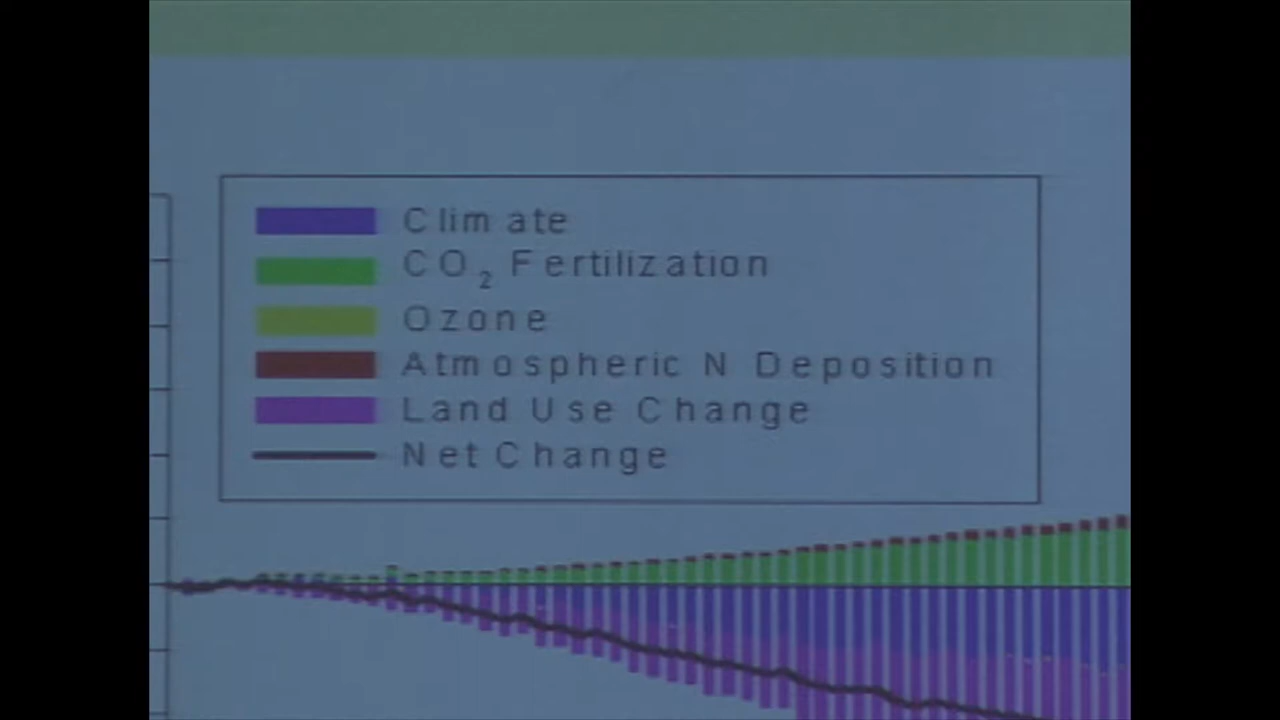 Climate
CO₂ Fertilization
Ozone
Atmospheric N Deposition
Land Use Change
Net Change